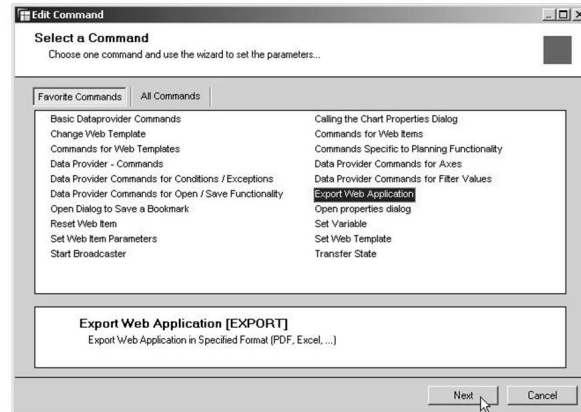 Edit Command
Select a Command
Choose one command and use the wizard to set the parameters...
Favorite Commands All Commands
Basic Dataprovider Commands
Change Web Template
Commands for Web Templates
Data Provider - Commands
Data Provider Commands for Conditions / Exceptions
Data Provider Commands for Open / Save Functionality
Open Dialog to Save a Bookmark
Reset Web Item
Set Web Item Parameters
Start Broadcaster
Calling the Chart Properties Dialog
Commands for Web Items
Commands Specific to Planning Functionality
Data Provider Commands for Axes
Data Provider Commands for Filter Values
Export Web Application
Open properties dialog
Set Variable
Set Web Template
Transfer State
Export Web Application [EXPORT]
Export Web Application in Specified Format (PDF, Excel, ...)
Next Cancel